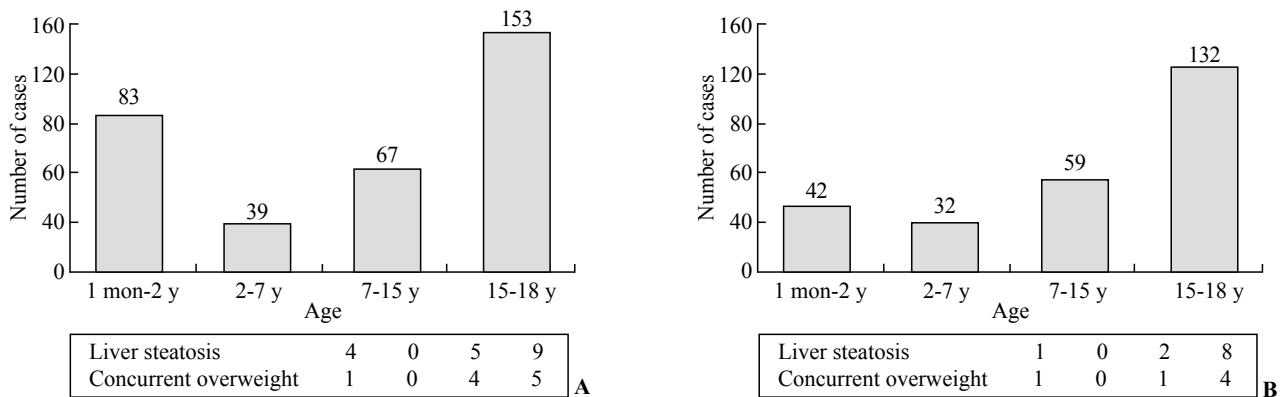 160
120
80
40
0
Number of cases
83
39
67
153
1 mon-2 y 2-7 y 7-15 y 15-18 y
Age
Liver steatosis 4 0 5 9
Concurrent overweight 1 0 4 5
A
160
120
80
40
0
Number of cases
42
32
59
132
1 mon-2 y 2-7 y 7-15 y 15-18 y
Age
Liver steatosis 1 0 2 8
Concurrent overweight 1 0 1 4
B